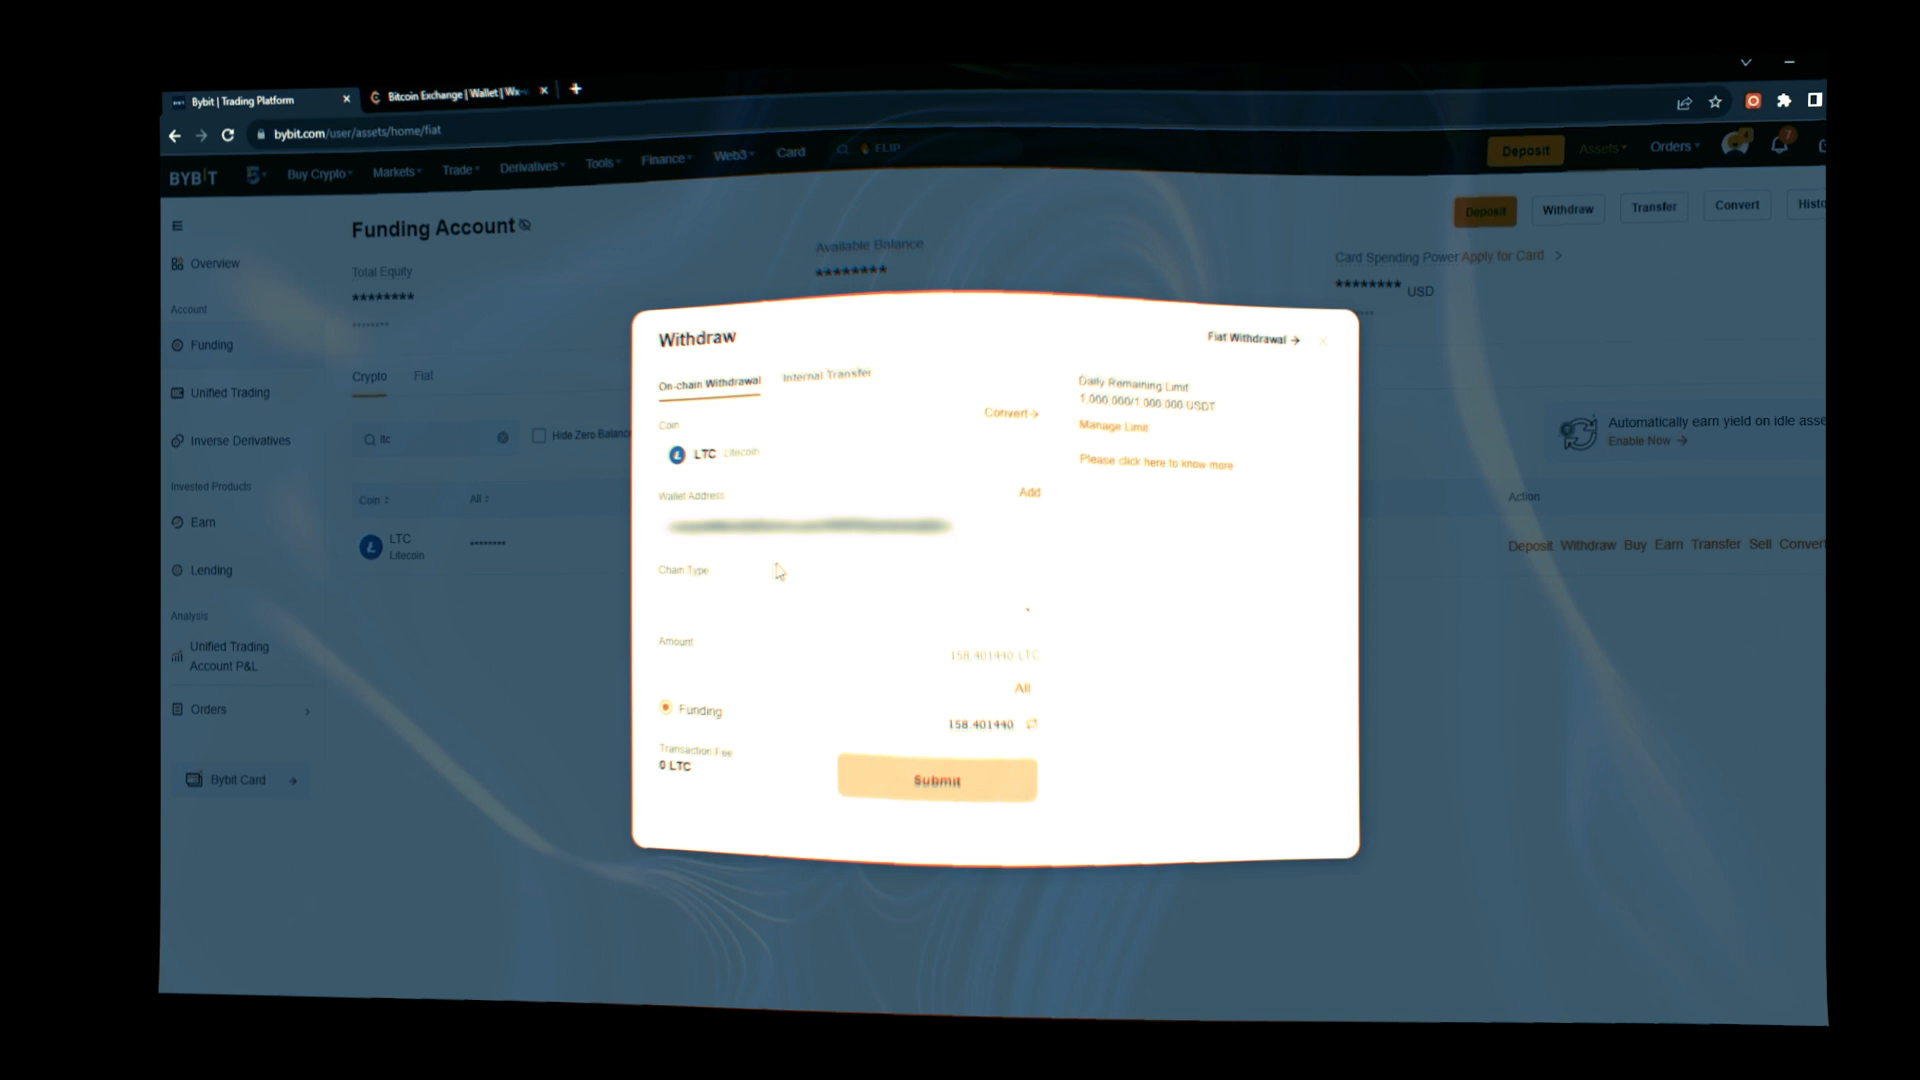 Bybit | Trading Platform
Bitcoin Exchange | Wallet | Wx
bybit.com/user/assets/home/fiat
BYBIT
Buy Crypto
Markets
Trade
Derivatives
Tools
Finance
Web3
Card
FLIP
Deposit
Assets
Orders
4
7
Funding Account
Deposit
Withdraw
Transfer
Convert
Histo
Overview
Total Equity
********
********
Available Balance
********
Card Spending Power Apply for Card >
******** USD
Account
Funding
Unified Trading
Inverse Derivatives
Invested Products
Earn
Lending
Analysis
Unified Trading
Account P&L
Orders
Bybit Card
Crypto
Fiat
ltc
Hide Zero Balance
Coin
All
LTC
Litecoin
********
Automatically earn yield on idle asse
Enable Now →
Action
Deposit Withdraw Buy Earn Transfer Sell Convert
Withdraw
Fiat Withdrawal →
On-chain Withdrawal
Internal Transfer
Convert→
Coin
LTC Litecoin
Wallet Address
Add
Chain Type
Amount
158.401440 LTC
All
Funding
158.401440
Transaction Fee
0 LTC
Submit
Daily Remaining Limit
1,000,000/1,000,000 USDT
Manage Limit
Please click here to know more